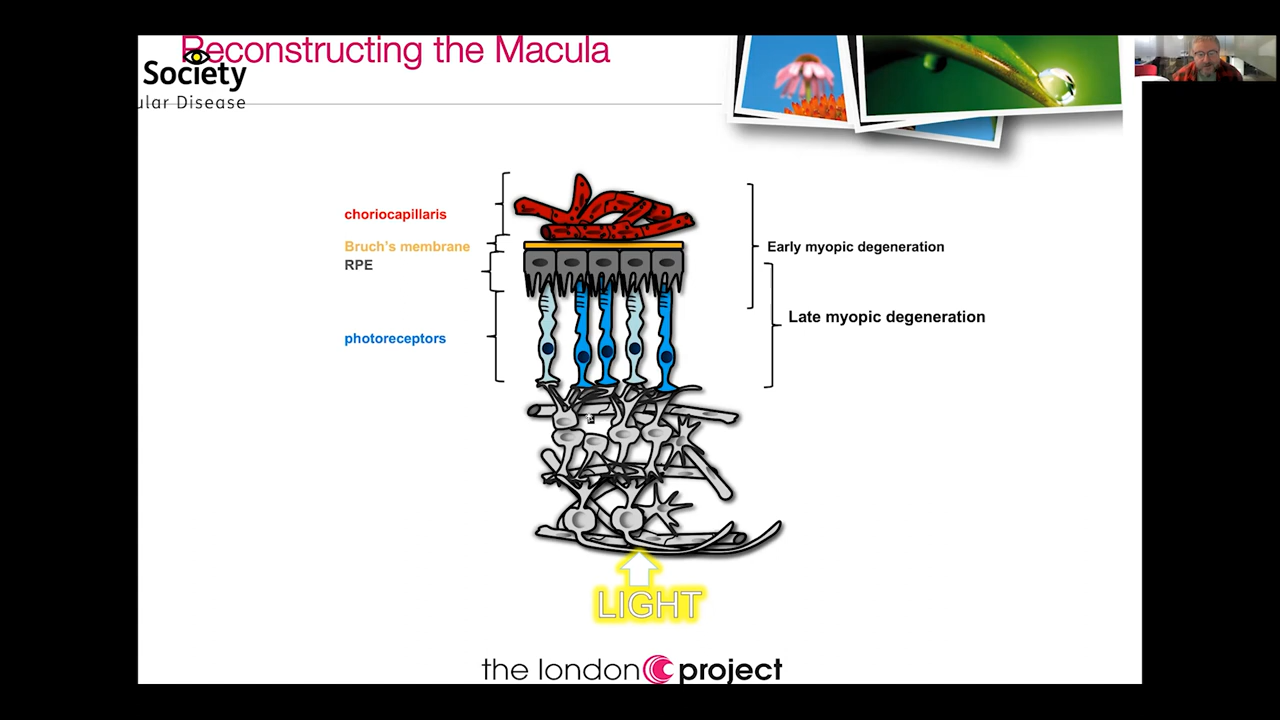 Reconstructing the Macula
Society
ular Disease
choriocapillaris
Bruch's membrane
RPE
photoreceptors
Early myopic degeneration
Late myopic degeneration
LIGHT
the london project